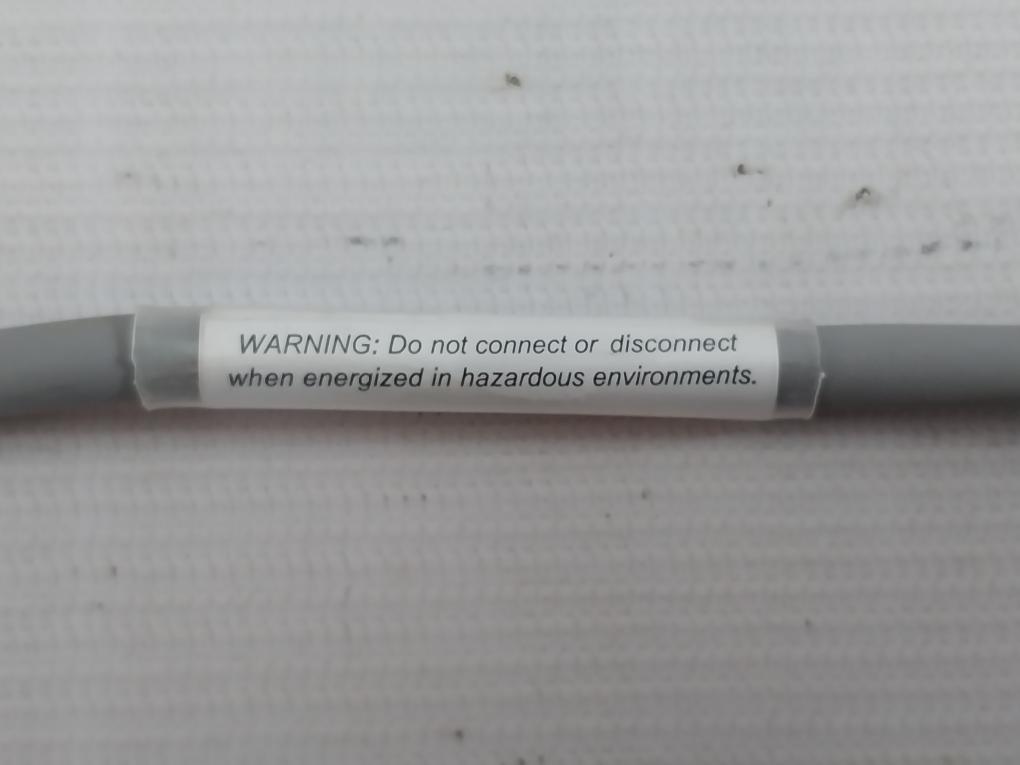 WARNING: Do not connect or disconnect
when energized in hazardous environments.